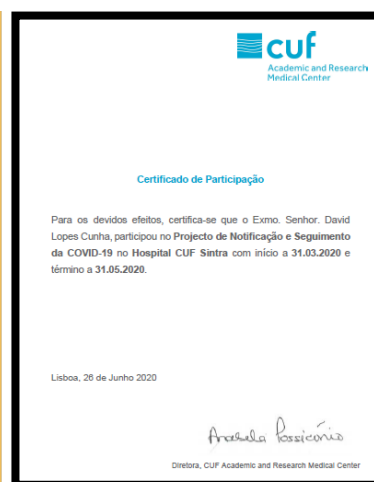 cuf
Academic and Research
Medical Center
Certificado de Participação
Para os devidos efeitos, certifica-se que o Exmo. Senhor. David
Lopes Cunha, participou no Projecto de Notificação e Seguimento
da COVID-19 no Hospital CUF Sintra com início a 31.03.2020 e
término a 31.05.2020.
Lisboa, 26 de Junho 2020
Diretora, CUF Academic and Research Medical Center